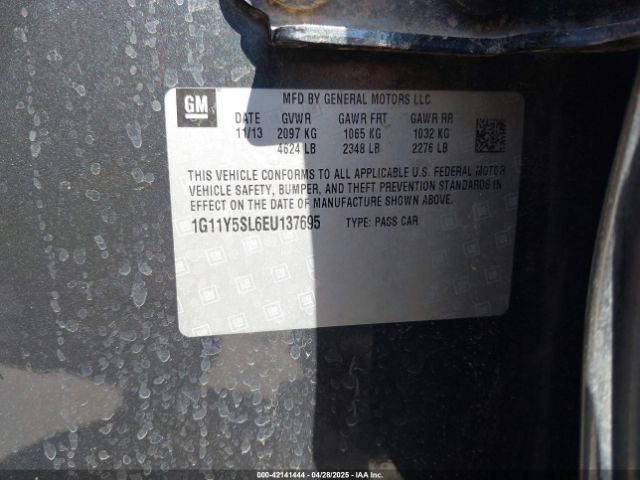 GM
MFD BY GENERAL MOTORS LLC
DATE GVWR GAWR FRT GAWR RR
11/13 2097 KG 1065 KG 1032 KG
4624 LB 2348 LB 2276 LB
THIS VEHICLE CONFORMS TO ALL APPLICABLE U.S. FEDERAL MOTOR
VEHICLE SAFETY, BUMPER, AND THEFT PREVENTION STANDARDS IN
EFFECT ON THE DATE OF MANUFACTURE SHOWN ABOVE.
1G11Y5SL6EU137695 TYPE: PASS CAR
000-42141444 - 04/28/2025 - IAAI.COM